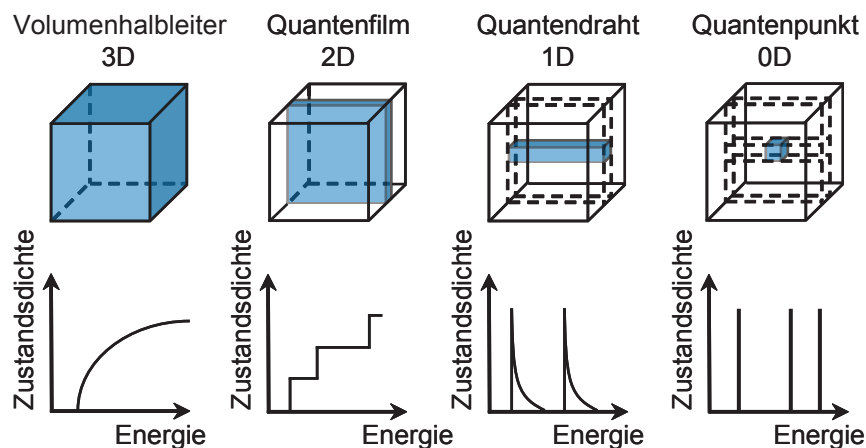 Volumenhalbleiter
3D
Quantenfilm
2D
Quantendraht
1D
Quantenpunkt
0D
Zustandsdichte
Energie
Zustandsdichte
Energie
Zustandsdichte
Energie
Zustandsdichte
Energie